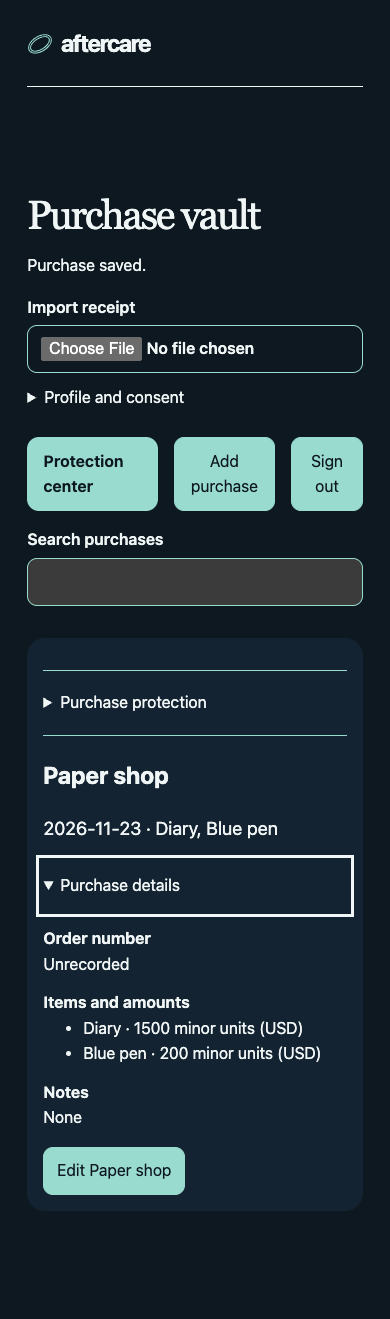 aftercare
Purchase vault
Purchase saved.
Import receipt
Choose File No file chosen
Profile and consent
Protection
center
Add
purchase
Sign
out
Search purchases
Purchase protection
Paper shop
2026-11-23 · Diary, Blue pen
Purchase details
Order number
Unrecorded
Items and amounts
• Diary · 1500 minor units (USD)
• Blue pen · 200 minor units (USD)
Notes
None
Edit Paper shop